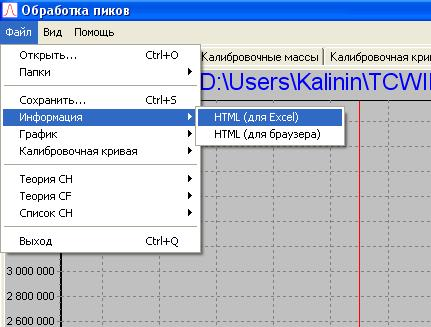 Обработка пиков
Файл Вид Помощь
Открыть... Ctrl+O
Папки
Сохранить... Ctrl+S
Информация
График
Калибровочная кривая
Теория CH
Теория CF
Список CH
Выход Ctrl+Q
HTML (для Excel)
HTML (для браузера)
Калибровочные массы Калибровочная крив
D:\Users\Kalinin\TCWI
3 000 000
2 800 000
2 600 000